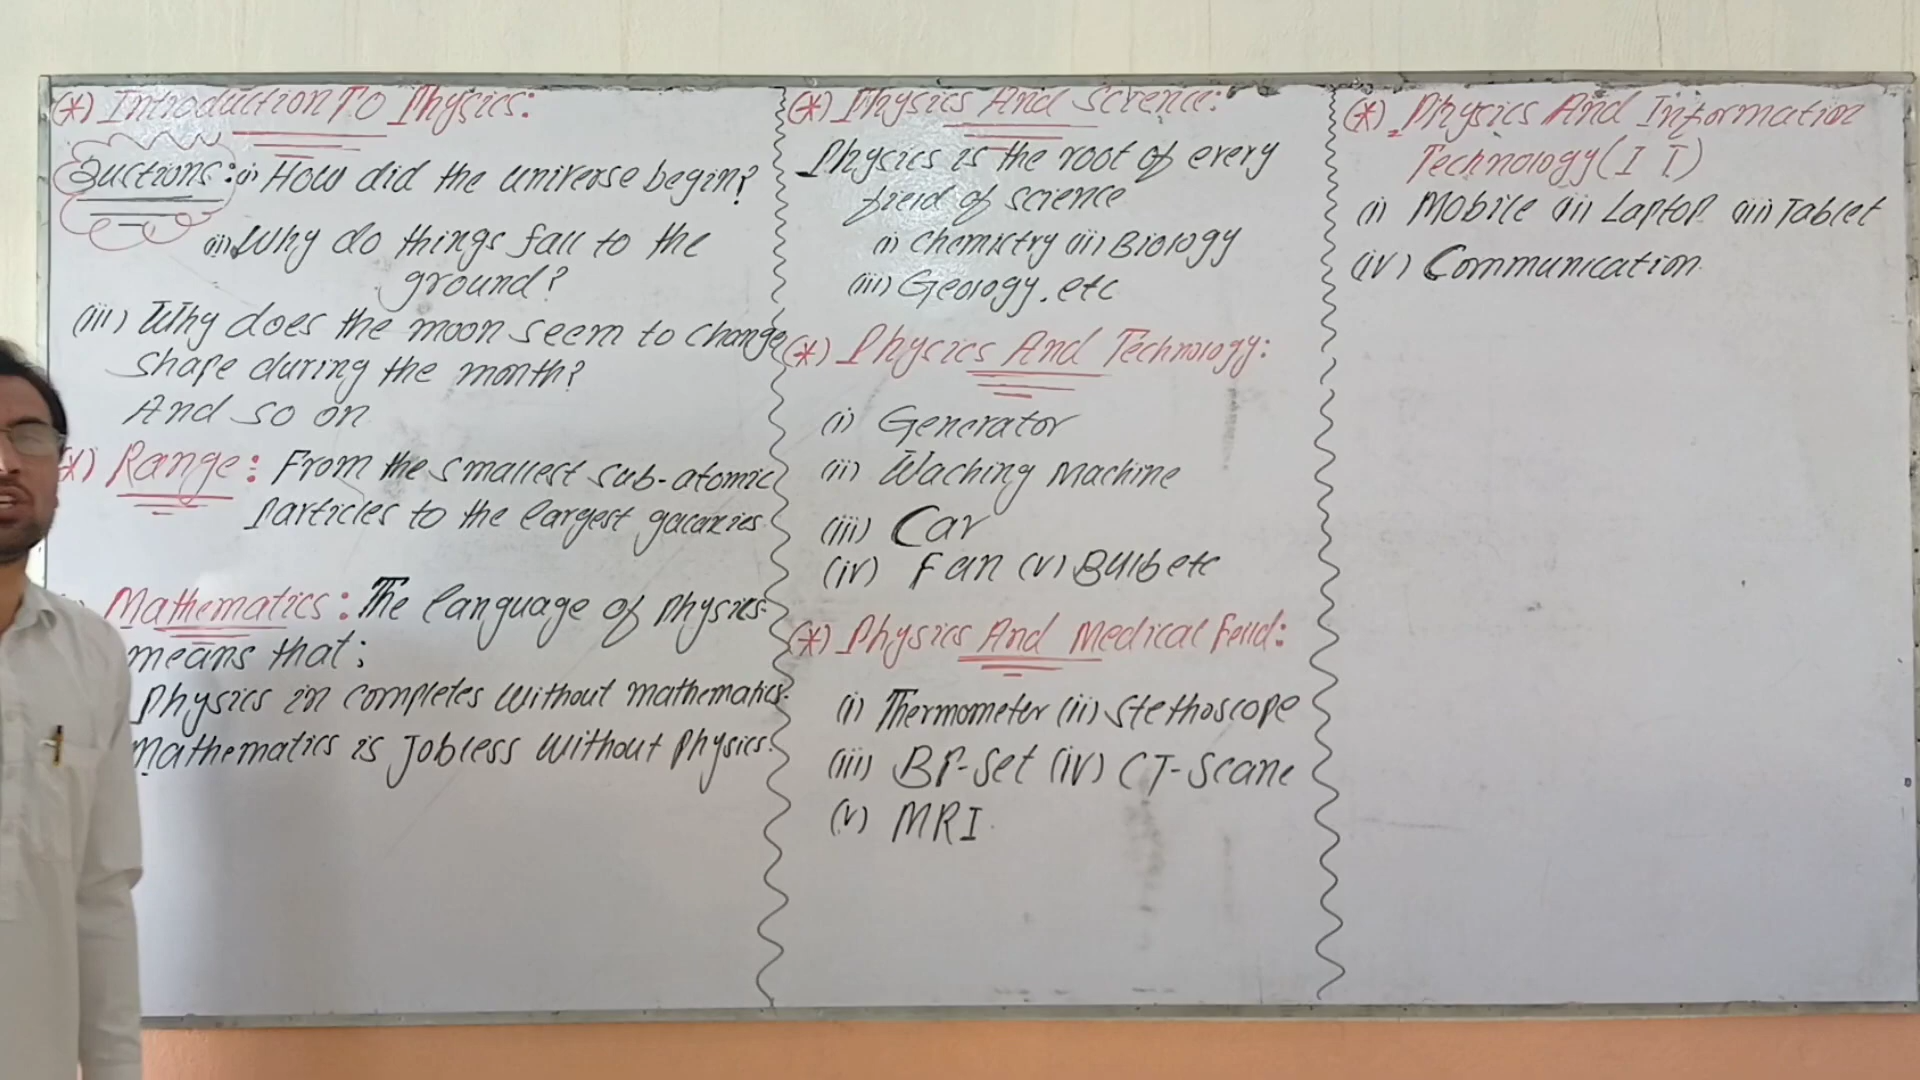 (*) Introduction To Physics:
Quctions: (i) How did the universe begin?
(ii) Why do things fall to the
ground?
(iii) Why does the moon seem to change
shape during the month?
And so on
(*) Range: From the smallest sub-atomic
Particles to the largest galaxies.
Mathematics: The language of physics.
means that:
Physics in completes without mathematics.
Mathematics is Jobless without Physics.
(*) Physics And Science:
Physics is the root of every
field of science
(i) Chemistry (ii) Biology
(iii) Geology, etc
(*) Physics And Technology:
(i) Generator
(ii) Waching Machine
(iii) Car
(iv) Fan (v) Bulb etc
(*) Physics And Medical Feild:
(i) Thermometer (ii) Stethoscope
(iii) BP-Set (iv) CT-Scane
(v) MRI.
(*) Physics And Information
Technology (I T)
(i) Mobile (ii) Laptop (iii) Tablet
(iv) Communication.